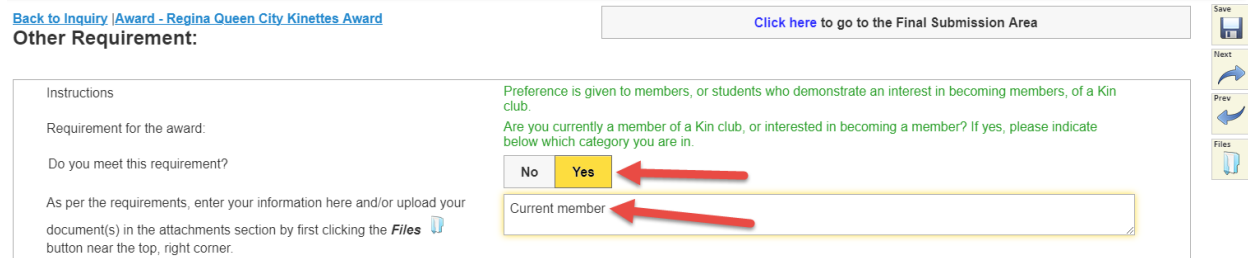 Back to Inquiry |Award - Regina Queen City Kinettes Award
Other Requirement:
Click here to go to the Final Submission Area
Save
Next
Prev
Files
Instructions
Preference is given to members, or students who demonstrate an interest in becoming members, of a Kin
club.
Requirement for the award:
Are you currently a member of a Kin club, or interested in becoming a member? If yes, please indicate
below which category you are in.
Do you meet this requirement?
No Yes
As per the requirements, enter your information here and/or upload your
document(s) in the attachments section by first clicking the Files
button near the top, right corner.
Current member